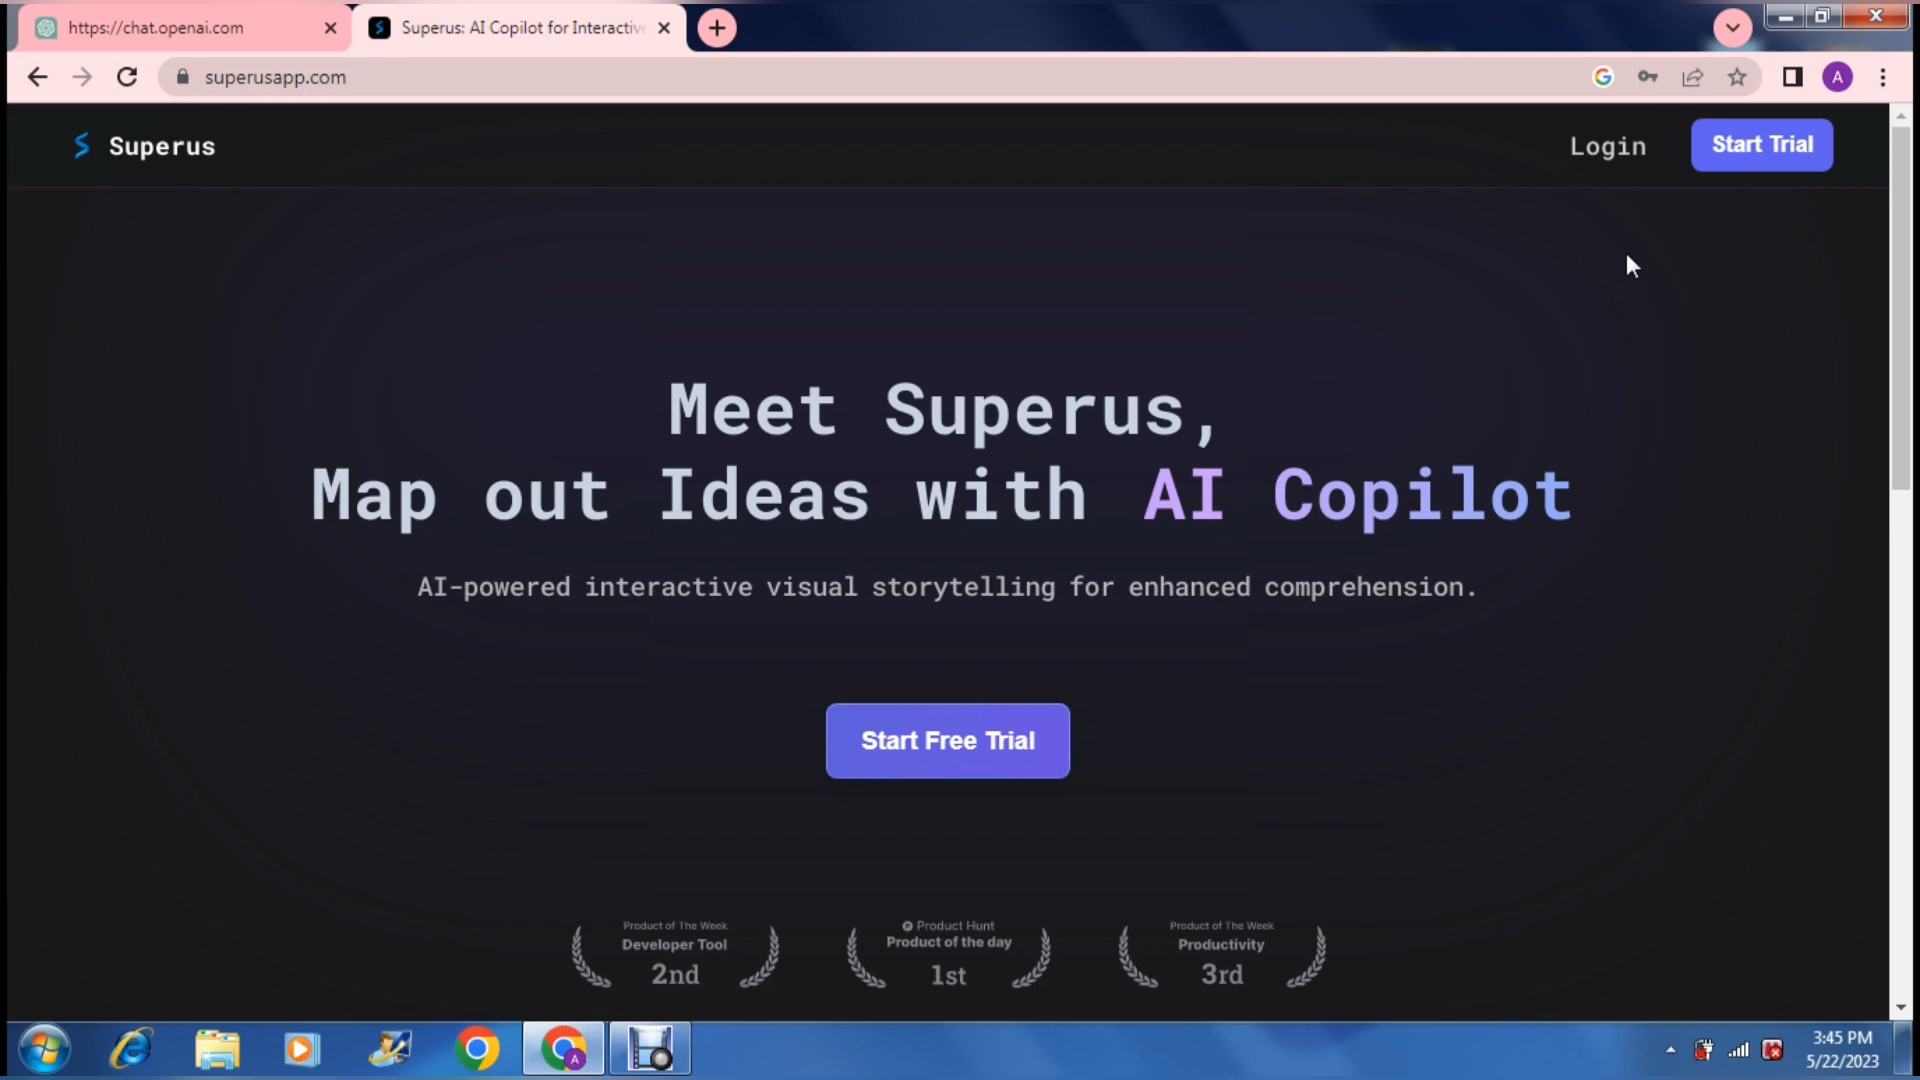 https://chat.openai.com
Superus: AI Copilot for Interactive
superusapp.com
A
Superus
Login
Start Trial
Meet Superus,
Map out Ideas with AI Copilot
AI-powered interactive visual storytelling for enhanced comprehension.
Start Free Trial
Product of The Week
Developer Tool
2nd
Product Hunt
Product of the day
1st
Product of The Week
Productivity
3rd
A
3:45 PM
5/22/2023